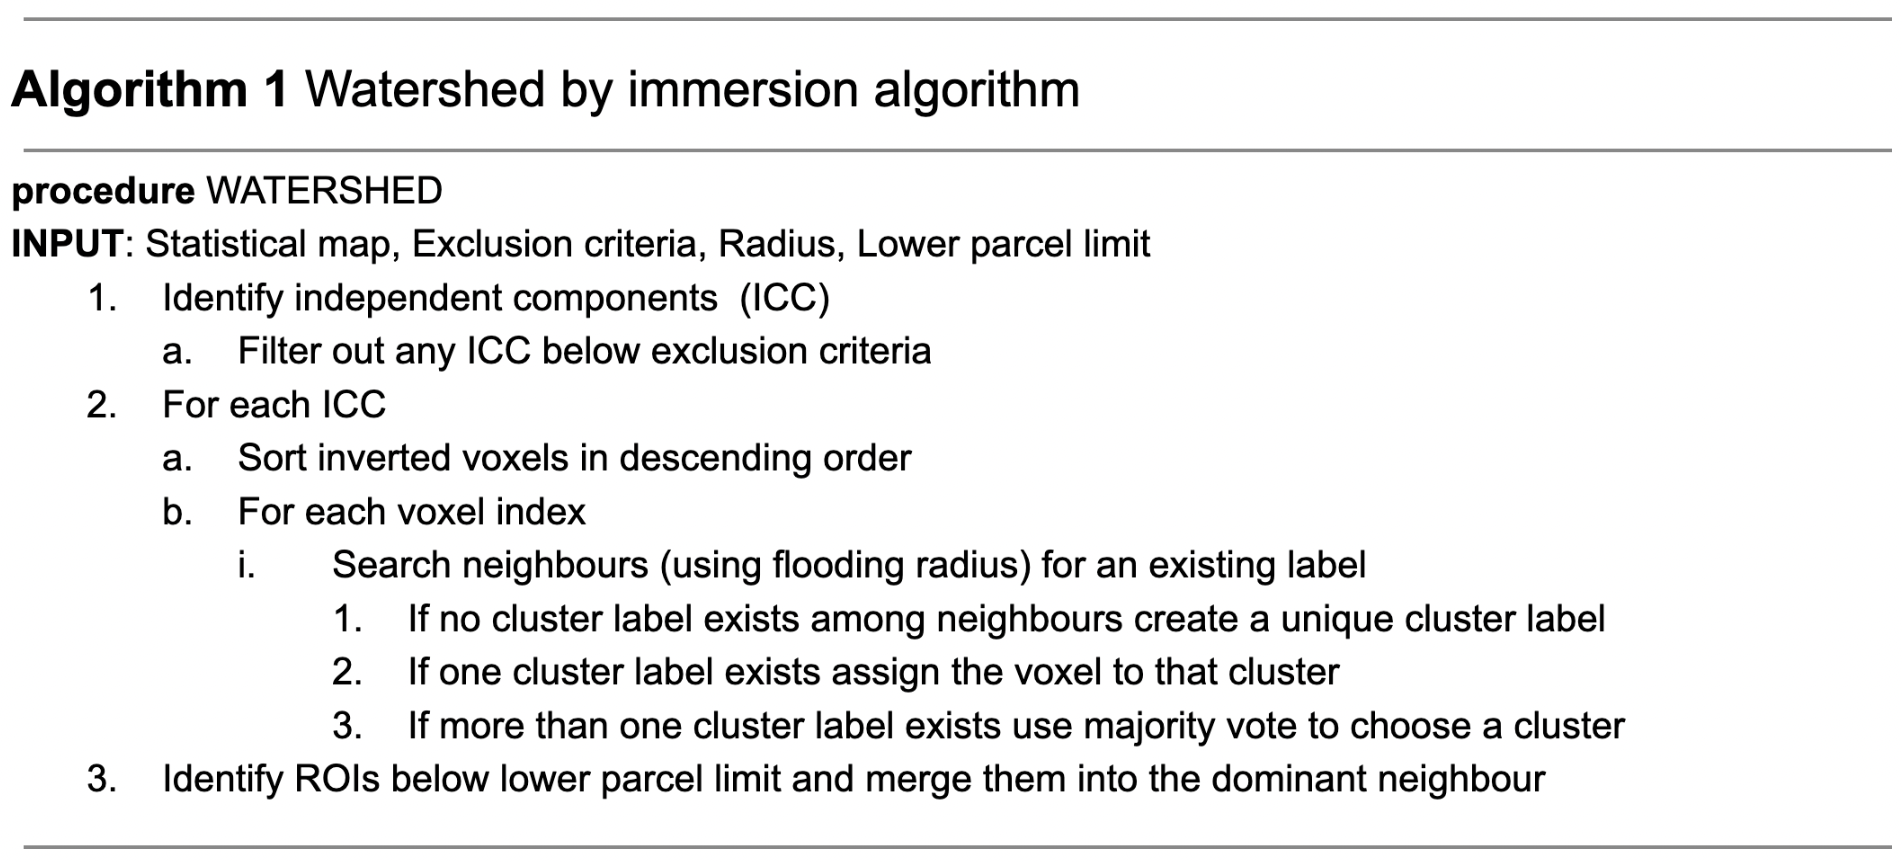 Algorithm 1 Watershed by immersion algorithm
procedure WATERSHED
INPUT: Statistical map, Exclusion criteria, Radius, Lower parcel limit
1. Identify independent components (ICC)
a. Filter out any ICC below exclusion criteria
2. For each ICC
a. Sort inverted voxels in descending order
b. For each voxel index
i. Search neighbours (using flooding radius) for an existing label
1. If no cluster label exists among neighbours create a unique cluster label
2. If one cluster label exists assign the voxel to that cluster
3. If more than one cluster label exists use majority vote to choose a cluster
3. Identify ROIs below lower parcel limit and merge them into the dominant neighbour